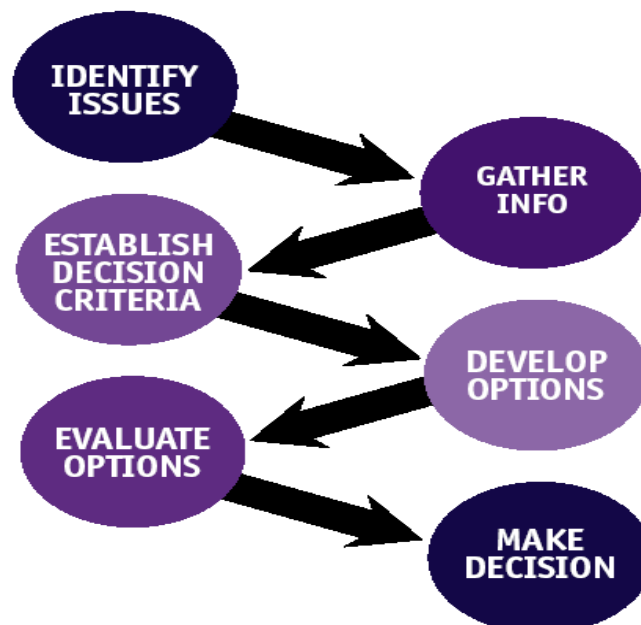 IDENTIFY
ISSUES
GATHER
INFO
ESTABLISH
DECISION
CRITERIA
DEVELOP
OPTIONS
EVALUATE
OPTIONS
MAKE
DECISION